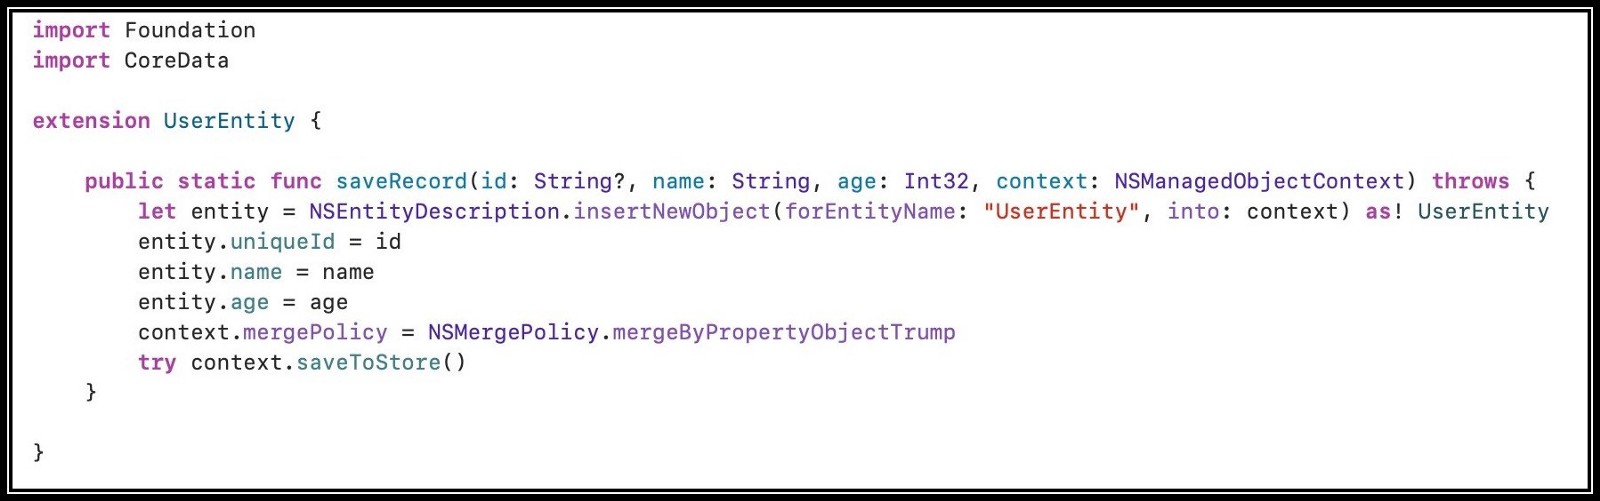 import Foundation
import CoreData
extension UserEntity {
public static func saveRecord(id: String?, name: String, age: Int32, context: NSManagedObjectContext) throws {
let entity = NSEntityDescription.insertNewObject(forEntityName: "UserEntity", into: context) as! UserEntity
entity.uniqueId = id
entity.name = name
entity.age = age
context.mergePolicy = NSMergePolicy.mergeByPropertyObjectTrump
try context.saveToStore()
}
}